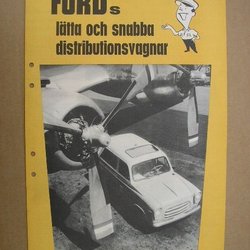 FORDs
lätta och snabba
distributionsvagnar